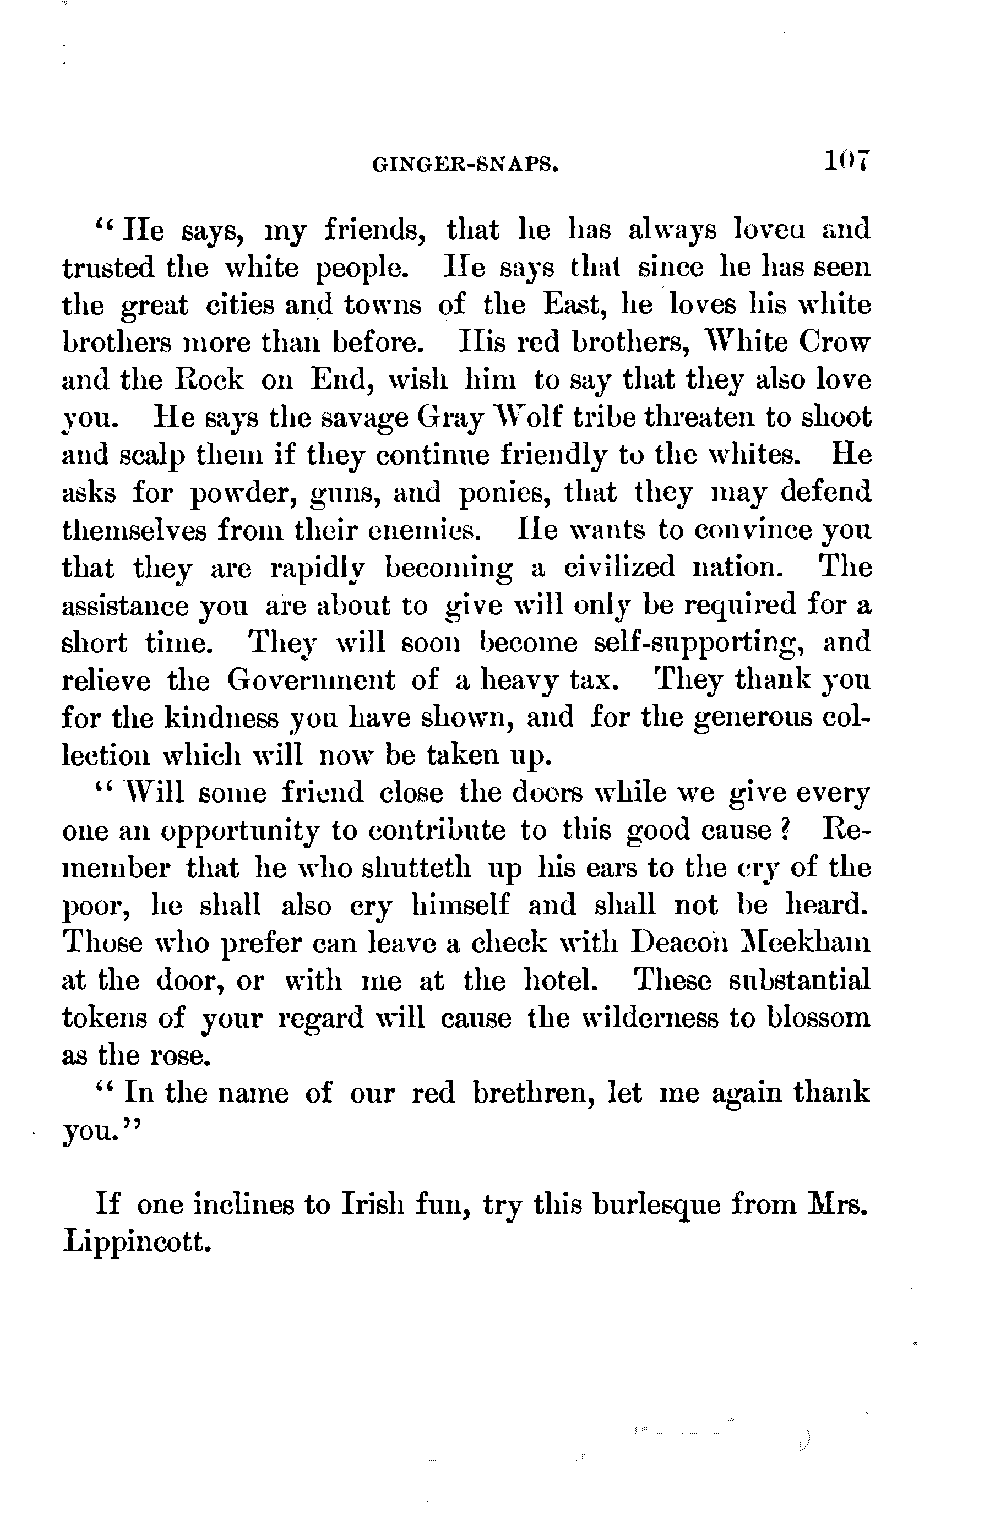 GINGER-SNAPS. 107
“ He says, my friends, that he has always loved and
trusted the white people. He says that since he has seen
the great cities and towns of the East, he loves his white
brothers more than before. His red brothers, White Crow
and the Rock on End, wish him to say that they also love
you. He says the savage Gray Wolf tribe threaten to shoot
and scalp them if they continue friendly to the whites. He
asks for powder, guns, and ponies, that they may defend
themselves from their enemies. He wants to convince you
that they are rapidly becoming a civilized nation. The
assistance you are about to give will only be required for a
short time. They will soon become self-supporting, and
relieve the Government of a heavy tax. They thank you
for the kindness you have shown, and for the generous col-
lection which will now be taken up.
“ Will some friend close the doors while we give every
one an opportunity to contribute to this good cause ? Re-
member that he who shutteth up his ears to the cry of the
poor, he shall also cry himself and shall not be heard.
Those who prefer can leave a check with Deacon Meekham
at the door, or with me at the hotel. These substantial
tokens of your regard will cause the wilderness to blossom
as the rose.
“ In the name of our red brethren, let me again thank
you.”
If one inclines to Irish fun, try this burlesque from Mrs.
Lippincott.